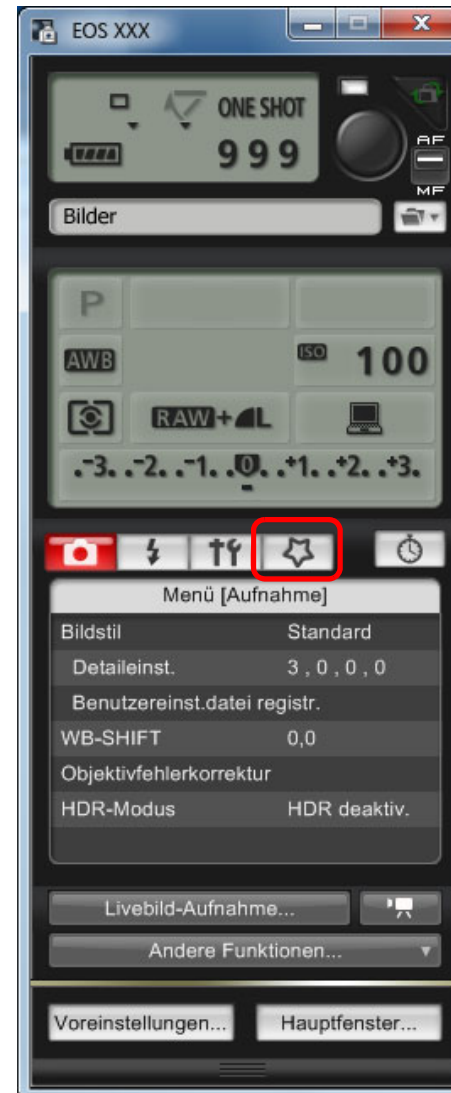 EOS XXX
ONE SHOT
999
AF
MF
Bilder
P
AWB
ISO 100
RAW+L
.-3. .-2. .-1. .0. .+1. .+2. .+3.
Menü [Aufnahme]
Bildstil Standard
Detaileinst. 3 , 0 , 0 , 0
Benutzereinst.datei registr.
WB-SHIFT 0,0
Objektivfehlerkorrektur
HDR-Modus HDR deaktiv.
Livebild-Aufnahme...
Andere Funktionen...
Voreinstellungen... Hauptfenster...